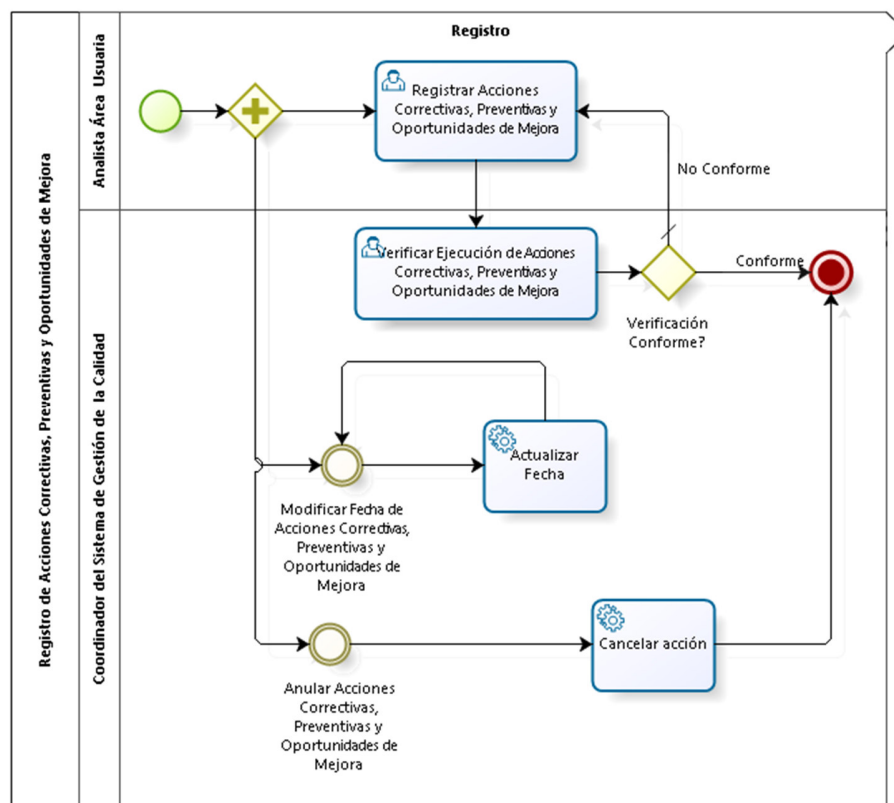 Registro
Registro de Acciones Correctivas, Preventivas y Oportunidades de Mejora
Analista Área Usuaria
Registrar Acciones
Correctivas, Preventivas y
Oportunidades de Mejora
No Conforme
Coordinador del Sistema de Gestión de la Calidad
Verificar Ejecución de Acciones
Correctivas, Preventivas y
Oportunidades de Mejora
Conforme
Verificación
Conforme?
Actualizar
Fecha
Modificar Fecha de
Acciones Correctivas,
Preventivas y
Oportunidades de
Mejora
Cancelar acción
Anular Acciones
Correctivas,
Preventivas y
Oportunidades de
Mejora